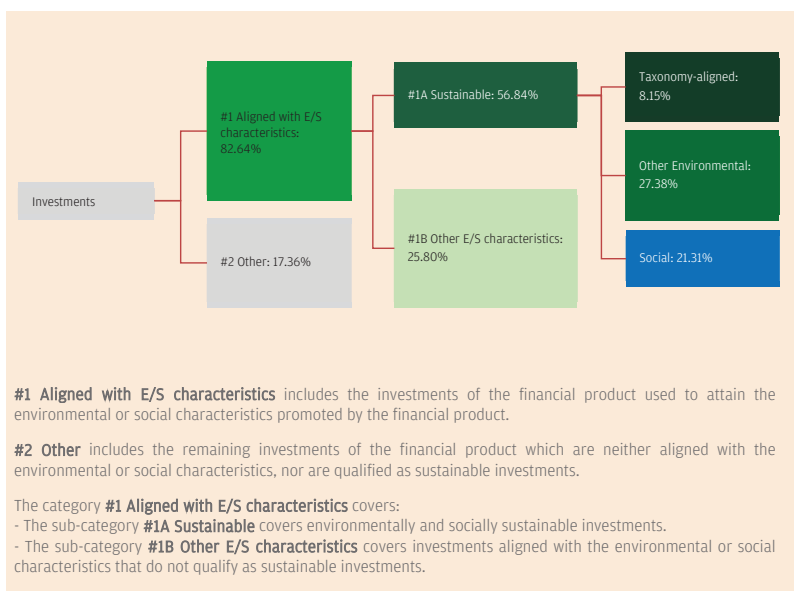 Investments
#1 Aligned with E/S
characteristics:
82.64%
#2 Other: 17.36%
#1A Sustainable: 56.84%
#1B Other E/S characteristics:
25.80%
Taxonomy-aligned:
8.15%
Other Environmental:
27.38%
Social: 21.31%
#1 Aligned with E/S characteristics includes the investments of the financial product used to attain the
environmental or social characteristics promoted by the financial product.
#2 Other includes the remaining investments of the financial product which are neither aligned with the
environmental or social characteristics, nor are qualified as sustainable investments.
The category #1 Aligned with E/S characteristics covers:
- The sub-category #1A Sustainable covers environmentally and socially sustainable investments.
- The sub-category #1B Other E/S characteristics covers investments aligned with the environmental or social
characteristics that do not qualify as sustainable investments.